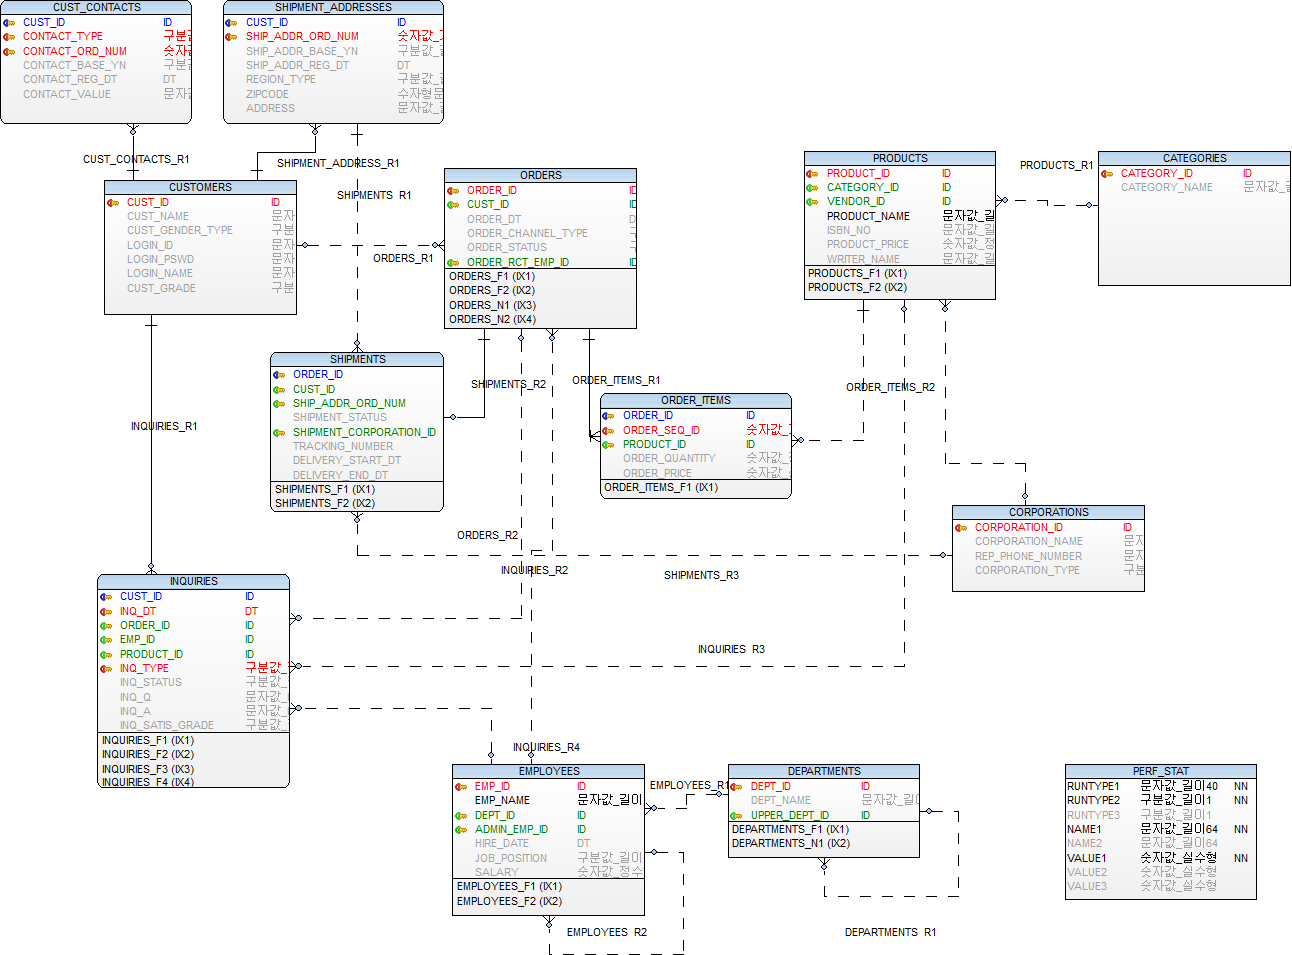 CUST_CONTACTS
CUST_ID ID
CONTACT_TYPE 구분
CONTACT_ORD_NUM 숫자
CONTACT_BASE_YN 구분
CONTACT_REG_DT DT
CONTACT_VALUE 문자
SHIPMENT_ADDRESSES
CUST_ID ID
SHIP_ADDR_ORD_NUM 숫자값_
SHIP_ADDR_BASE_YN 구분값_
SHIP_ADDR_REG_DT DT
REGION_TYPE 구분값_
ZIPCODE 숫자형문
ADDRESS 문자값_
CUST_CONTACTS_R1
SHIPMENT_ADDRESS_R1
SHIPMENTS_R1
CUSTOMERS
CUST_ID ID
CUST_NAME 문자
CUST_GENDER_TYPE 구분
LOGIN_ID 문자
LOGIN_PSWD 문자
LOGIN_NAME 문자
CUST_GRADE 구분
ORDERS_R1
ORDERS
ORDER_ID ID
CUST_ID ID
ORDER_DT D
ORDER_CHANNEL_TYPE
ORDER_STATUS
ORDER_RCT_EMP_ID ID
ORDERS_F1 (IX1)
ORDERS_F2 (IX2)
ORDERS_N1 (IX3)
ORDERS_N2 (IX4)
PRODUCTS
PRODUCT_ID ID
CATEGORY_ID ID
VENDOR_ID ID
PRODUCT_NAME 문자값_길
ISBN_NO 문자값_길
PRODUCT_PRICE 숫자값_정
WRITER_NAME 문자값_길
PRODUCTS_F1 (IX1)
PRODUCTS_F2 (IX2)
PRODUCTS_R1
CATEGORIES
CATEGORY_ID ID
CATEGORY_NAME 문자값_길
SHIPMENTS
ORDER_ID
CUST_ID
SHIP_ADDR_ORD_NUM
SHIPMENT_STATUS
SHIPMENT_CORPORATION_ID
TRACKING_NUMBER
DELIVERY_START_DT
DELIVERY_END_DT
SHIPMENTS_F1 (IX1)
SHIPMENTS_F2 (IX2)
SHIPMENTS_R2
ORDER_ITEMS_R1
ORDER_ITEMS
ORDER_ID ID
ORDER_SEQ_ID 숫자값_
PRODUCT_ID ID
ORDER_QUANTITY 숫자값_
ORDER_PRICE 숫자값_
ORDER_ITEMS_F1 (IX1)
ORDER_ITEMS_R2
INQUIRIES_R1
CORPORATIONS
CORPORATION_ID ID
CORPORATION_NAME 문자
REP_PHONE_NUMBER 문자
CORPORATION_TYPE 구분
ORDERS_R2
INQUIRIES_R2
SHIPMENTS_R3
INQUIRIES_R3
INQUIRIES
CUST_ID ID
INQ_DT DT
ORDER_ID ID
EMP_ID ID
PRODUCT_ID ID
INQ_TYPE 구분값_
INQ_STATUS 구분값_
INQ_Q 문자값_
INQ_A 문자값_
INQ_SATIS_GRADE 구분값_
INQUIRIES_F1 (IX1)
INQUIRIES_F2 (IX2)
INQUIRIES_F3 (IX3)
INQUIRIES_F4 (IX4)
INQUIRIES_R4
EMPLOYEES
EMP_ID ID
EMP_NAME 문자값_길이
DEPT_ID ID
ADMIN_EMP_ID ID
HIRE_DATE DT
JOB_POSITION 구분값_길이
SALARY 숫자값_정수
EMPLOYEES_F1 (IX1)
EMPLOYEES_F2 (IX2)
EMPLOYEES_R1
EMPLOYEES_R2
DEPARTMENTS
DEPT_ID ID
DEPT_NAME 문자값_길이
UPPER_DEPT_ID ID
DEPARTMENTS_F1 (IX1)
DEPARTMENTS_N1 (IX2)
DEPARTMENTS_R1
PERF_STAT
RUNTYPE1 문자값_길이40 NN
RUNTYPE2 구분값_길이1 NN
RUNTYPE3 구분값_길이1
NAME1 문자값_길이64 NN
NAME2 문자값_길이64
VALUE1 숫자값_실수형 NN
VALUE2 숫자값_실수형
VALUE3 숫자값_실수형